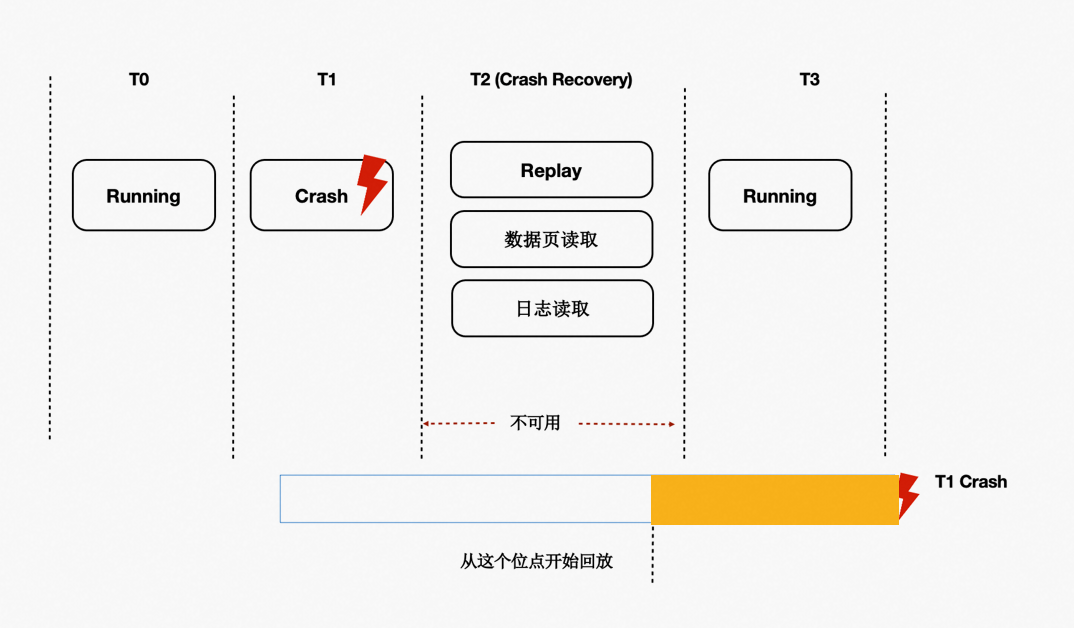 T0
T1
T2 (Crash Recovery)
T3
Running
Crash
Replay
数据页读取
日志读取
Running
不可用
T1 Crash
从这个位点开始回放